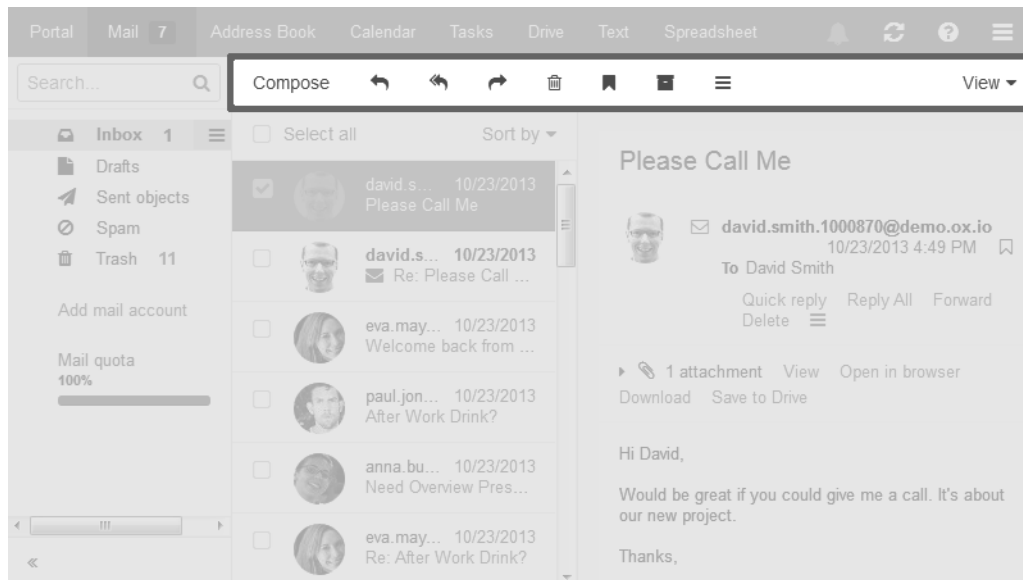 Portal Mail 7 Address Book Calendar Tasks Drive Text Spreadsheet
Search...
Compose View
Inbox 1
Drafts
Sent objects
Spam
Trash 11
Add mail account
Mail quota
100%
Select all Sort by
david.s... 10/23/2013
Please Call Me
david.s... 10/23/2013
Re: Please Call ...
eva.may... 10/23/2013
Welcome back from ...
paul.jon... 10/23/2013
After Work Drink?
anna.bu... 10/23/2013
Need Overview Pres...
eva.may... 10/23/2013
Re: After Work Drink?
Please Call Me
david.smith.1000870@demo.ox.io
10/23/2013 4:49 PM
To David Smith
Quick reply Reply All Forward
Delete
1 attachment View Open in browser
Download Save to Drive
Hi David,
Would be great if you could give me a call. It's about
our new project.
Thanks,